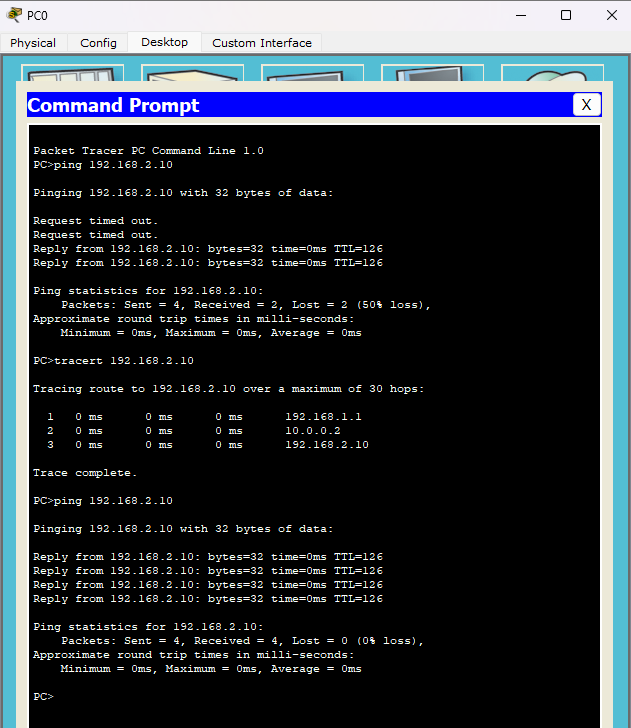 PC0
Physical Config Desktop Custom Interface
Command Prompt X
Packet Tracer PC Command Line 1.0
PC>ping 192.168.2.10
Pinging 192.168.2.10 with 32 bytes of data:
Request timed out.
Request timed out.
Reply from 192.168.2.10: bytes=32 time=0ms TTL=126
Reply from 192.168.2.10: bytes=32 time=0ms TTL=126
Ping statistics for 192.168.2.10:
Packets: Sent = 4, Received = 2, Lost = 2 (50% loss),
Approximate round trip times in milli-seconds:
Minimum = 0ms, Maximum = 0ms, Average = 0ms
PC>tracert 192.168.2.10
Tracing route to 192.168.2.10 over a maximum of 30 hops:
1 0 ms 0 ms 0 ms 192.168.1.1
2 0 ms 0 ms 0 ms 10.0.0.2
3 0 ms 0 ms 0 ms 192.168.2.10
Trace complete.
PC>ping 192.168.2.10
Pinging 192.168.2.10 with 32 bytes of data:
Reply from 192.168.2.10: bytes=32 time=0ms TTL=126
Reply from 192.168.2.10: bytes=32 time=0ms TTL=126
Reply from 192.168.2.10: bytes=32 time=0ms TTL=126
Reply from 192.168.2.10: bytes=32 time=0ms TTL=126
Ping statistics for 192.168.2.10:
Packets: Sent = 4, Received = 4, Lost = 0 (0% loss),
Approximate round trip times in milli-seconds:
Minimum = 0ms, Maximum = 0ms, Average = 0ms
PC>